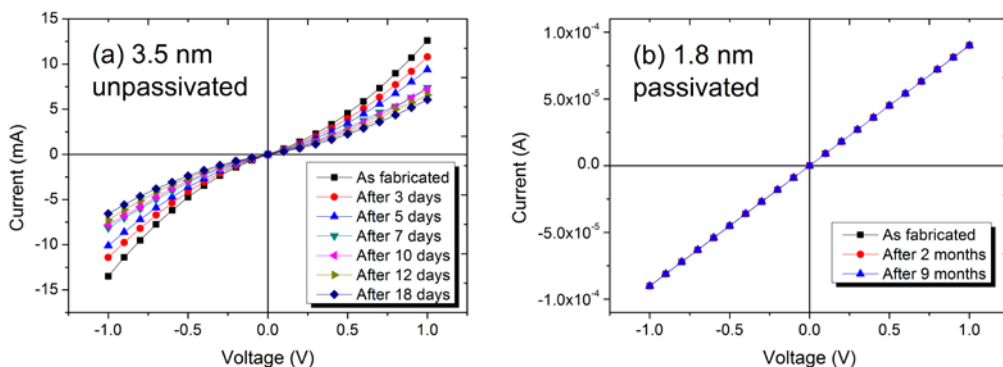 (a) 3.5 nm
unpassivated
15
10
5
0
-5
-10
-15
Current (mA)
-1.0 -0.5 0.0 0.5 1.0
Voltage (V)
As fabricated
After 3 days
After 5 days
After 7 days
After 10 days
After 12 days
After 18 days
(b) 1.8 nm
passivated
1.0x10⁻⁴
5.0x10⁻⁵
0.0
-5.0x10⁻⁵
-1.0x10⁻⁴
Current (A)
-1.0 -0.5 0.0 0.5 1.0
Voltage (V)
As fabricated
After 2 months
After 9 months